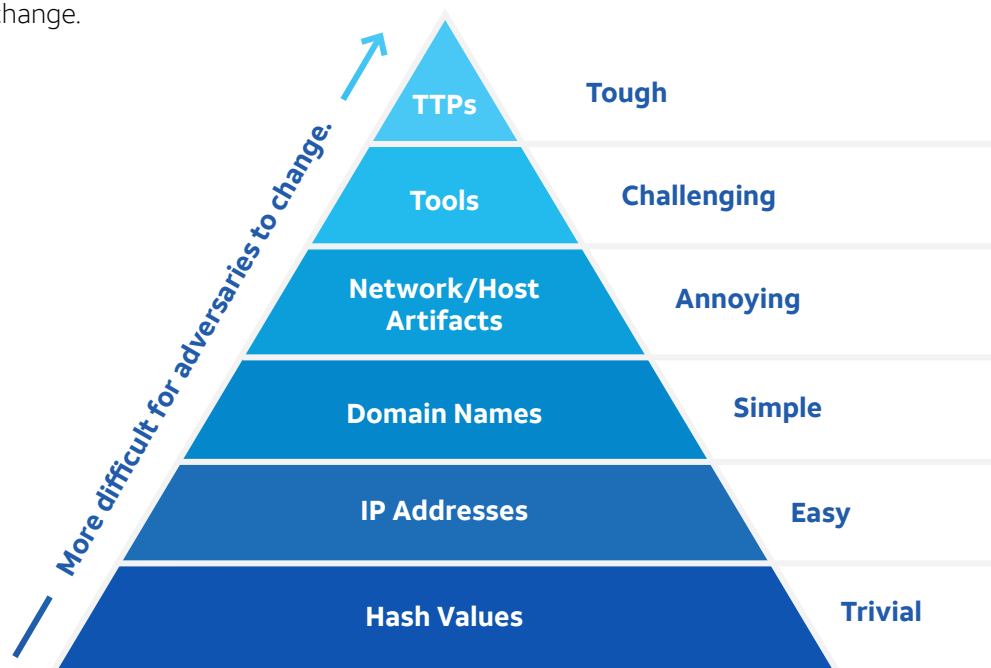 change.
TTPs
Tough
Tools
Challenging
Network/Host
Artifacts
Annoying
Domain Names
Simple
IP Addresses
Easy
Hash Values
Trivial
More difficult for adversaries to change.